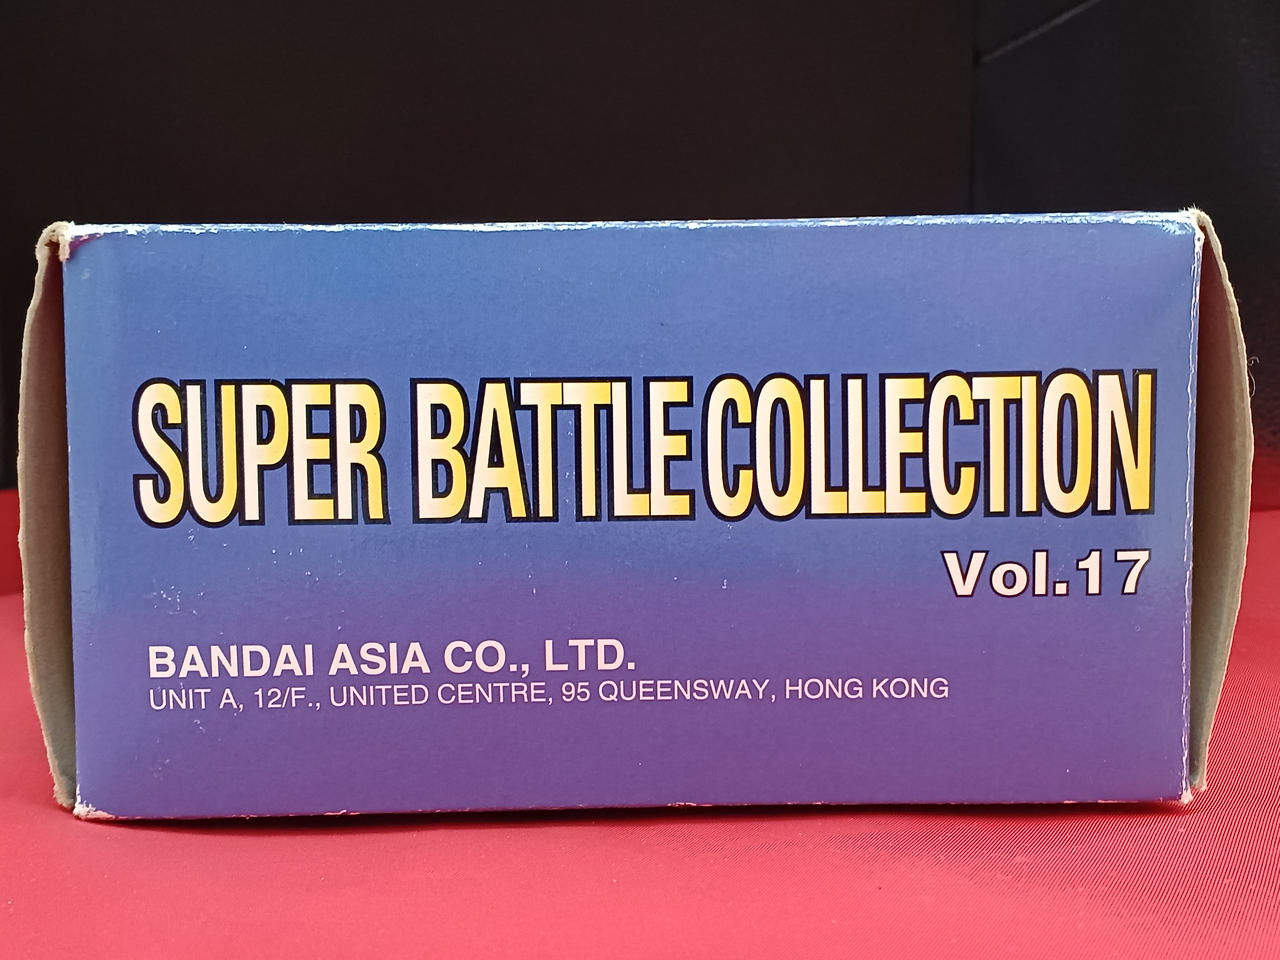 SUPER BATTLE COLLECTION
Vol.17
BANDAI ASIA CO., LTD.
UNIT A, 12/F., UNITED CENTRE, 95 QUEENSWAY, HONG KONG